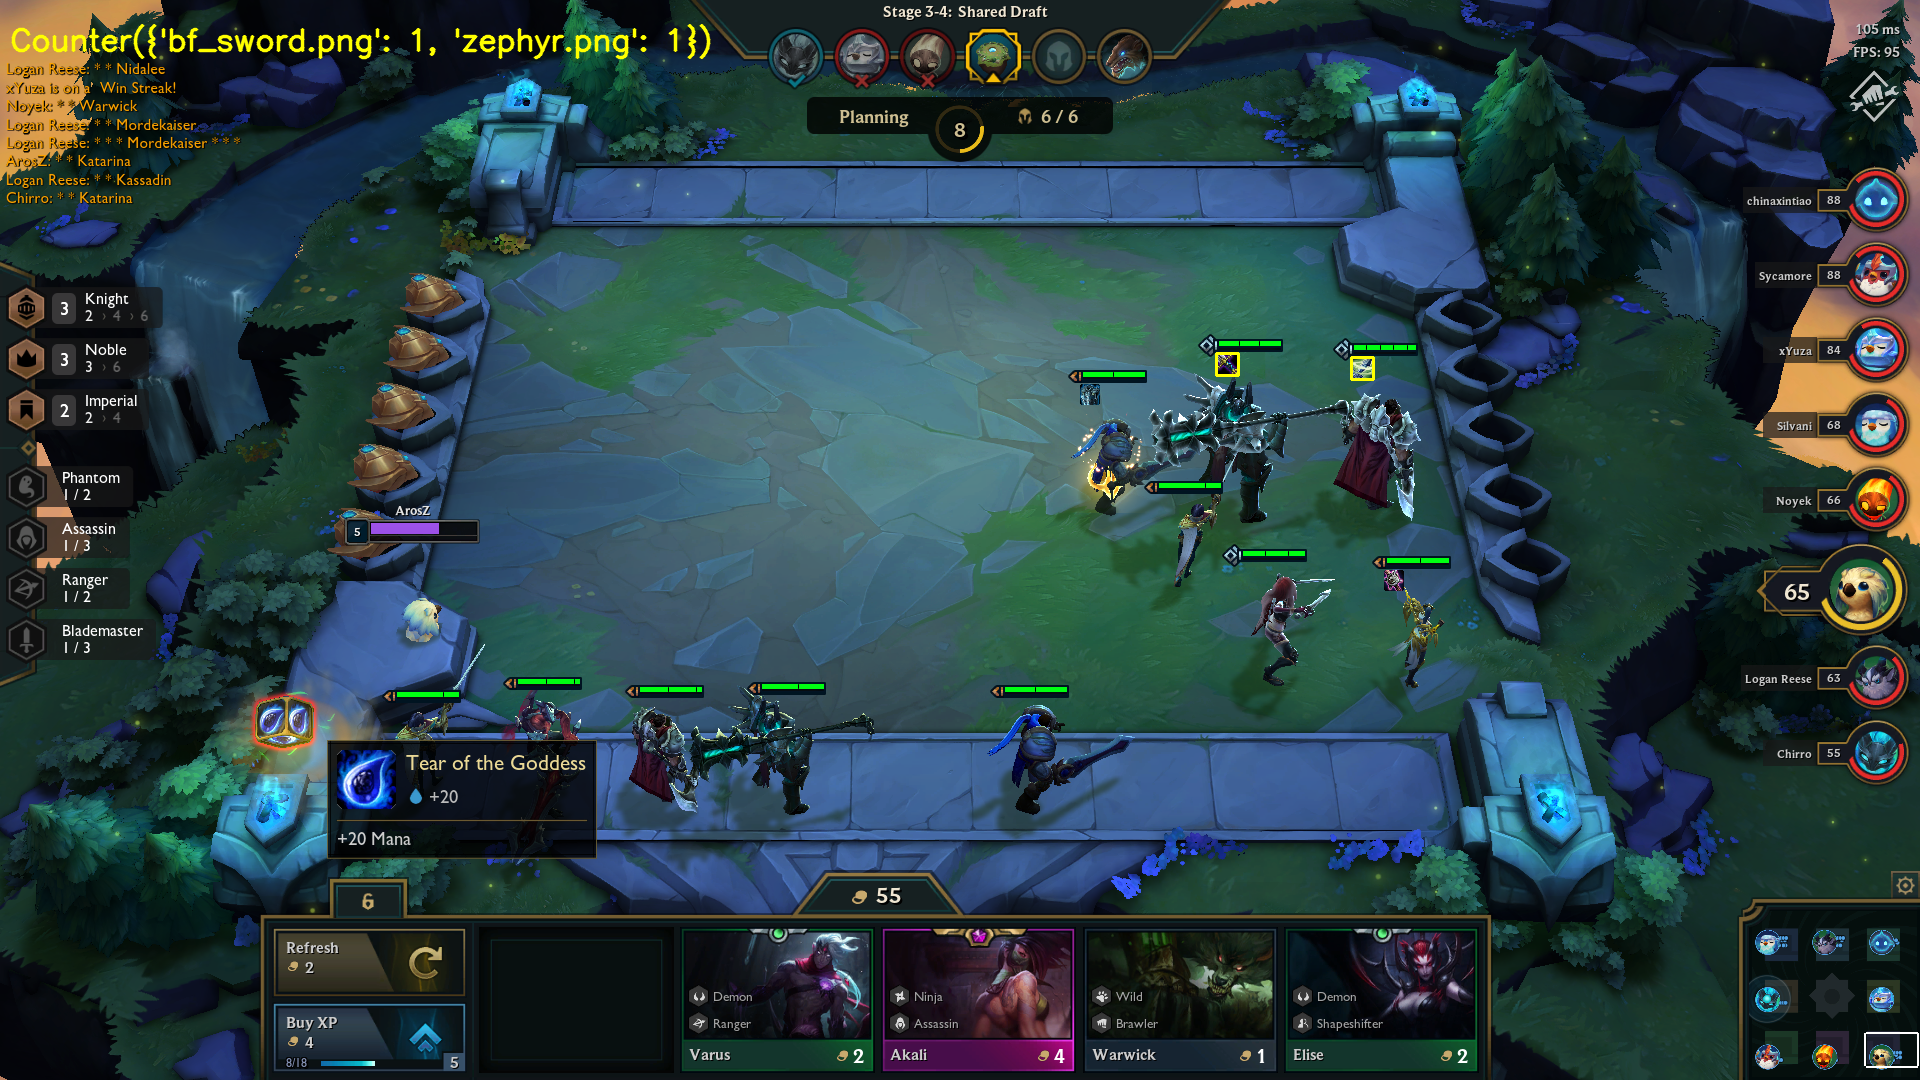 Stage 3-4: Shared Draft
Counter({'bf_sword.png': 1, 'zephyr.png': 1})
105 ms
FPS: 95
Logan Reese: * * Nidalee
xYuza is on a' Win Streak!
Noyek: * * Warwick
Logan Reese: * * Mordekaiser
Logan Reese: * * * Mordekaiser * * *
ArosZ: * * Katarina
Logan Reese: * * Kassadin
Chirro: * * Katarina
Planning
8
6 / 6
chinaxintiao 88
Sycamore 88
xYuza 84
Silvani 68
Noyek 66
65
Logan Reese 63
Chirro 55
3 Knight
2 › 4 › 6
3 Noble
3 › 6
2 Imperial
2 › 4
Phantom
1 / 2
Assassin
1 / 3
Ranger
1 / 2
Blademaster
1 / 3
ArosZ
5
Tear of the Goddess
+20
+20 Mana
6
55
Refresh
2
Buy XP
4
8/18
5
Demon
Ranger
Varus 2
Ninja
Assassin
Akali 4
Wild
Brawler
Warwick 1
Demon
Shapeshifter
Elise 2